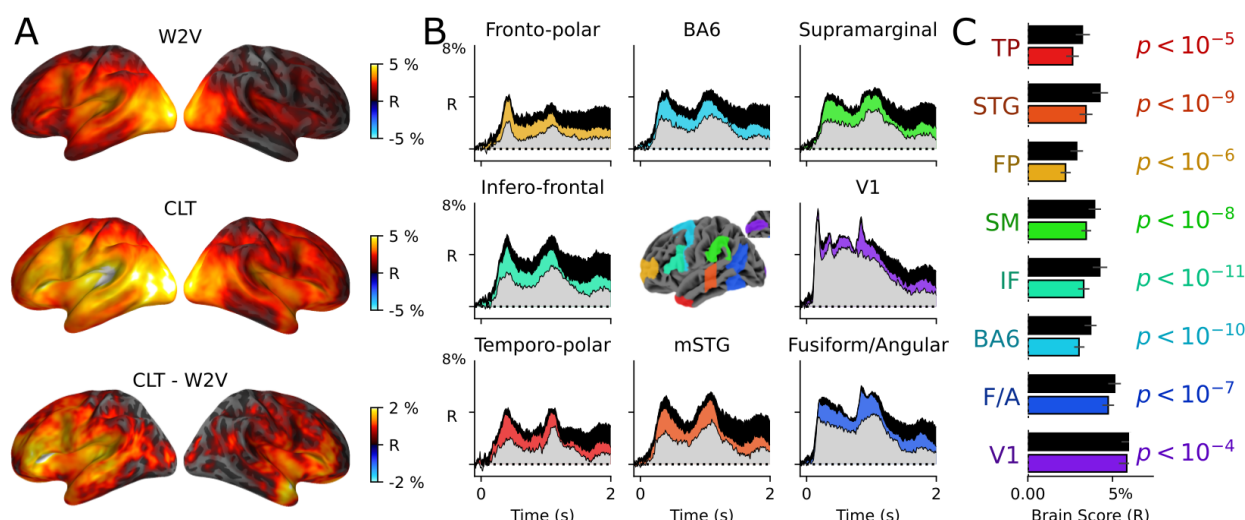 A
W2V
5 %
R
-5 %
CLT
5 %
R
-5 %
CLT - W2V
2 %
R
-2 %
B
Fronto-polar
BA6
Supramarginal
8%
R
Infero-frontal
V1
8%
R
Temporo-polar
mSTG
Fusiform/Angular
8%
R
0
2
0
2
0
2
Time (s)
Time (s)
Time (s)
C
TP
p < 10⁻⁵
STG
p < 10⁻⁹
FP
p < 10⁻⁶
SM
p < 10⁻⁸
IF
p < 10⁻¹¹
BA6
p < 10⁻¹⁰
F/A
p < 10⁻⁷
V1
p < 10⁻⁴
0.00
5%
Brain Score (R)